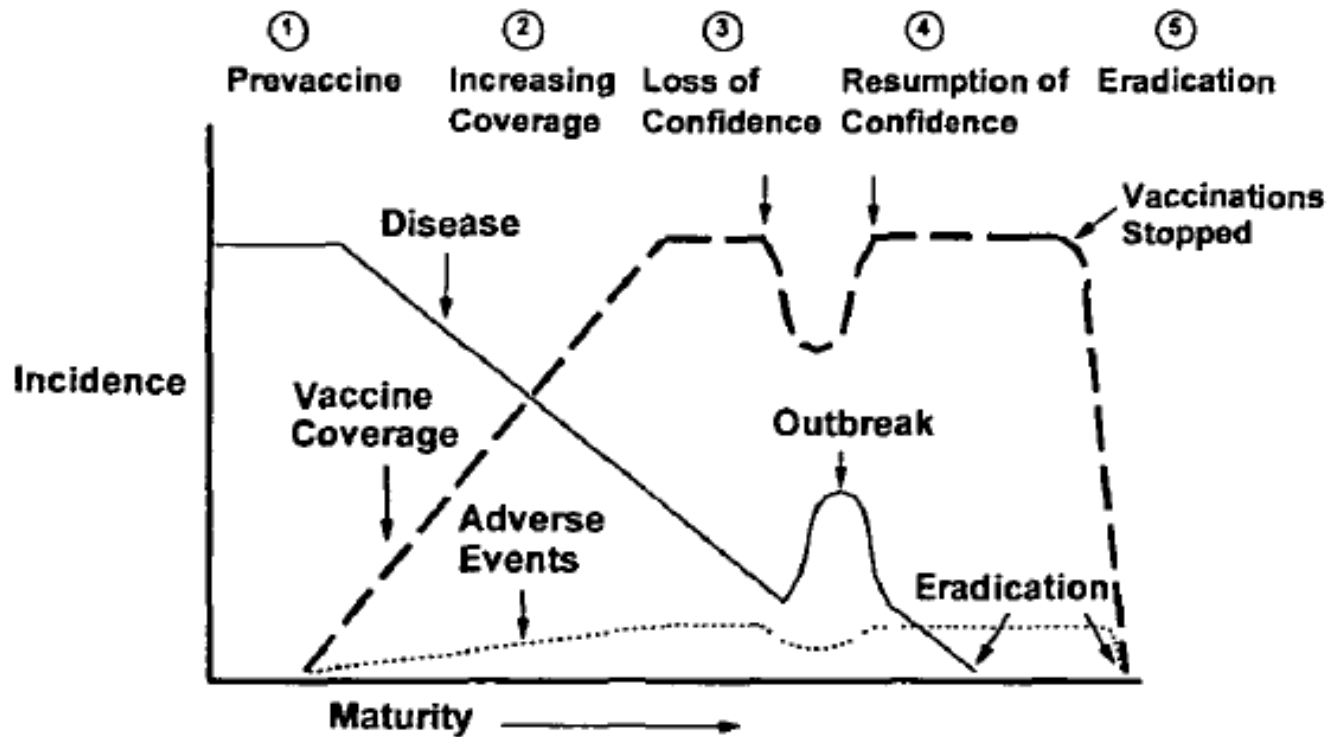 1 2 3 4 5
Prevaccine Increasing Loss of Resumption of Eradication
Coverage Confidence Confidence
Vaccinations
Stopped
Disease
Incidence
Vaccine
Coverage
Outbreak
Adverse
Events
Eradication
Maturity